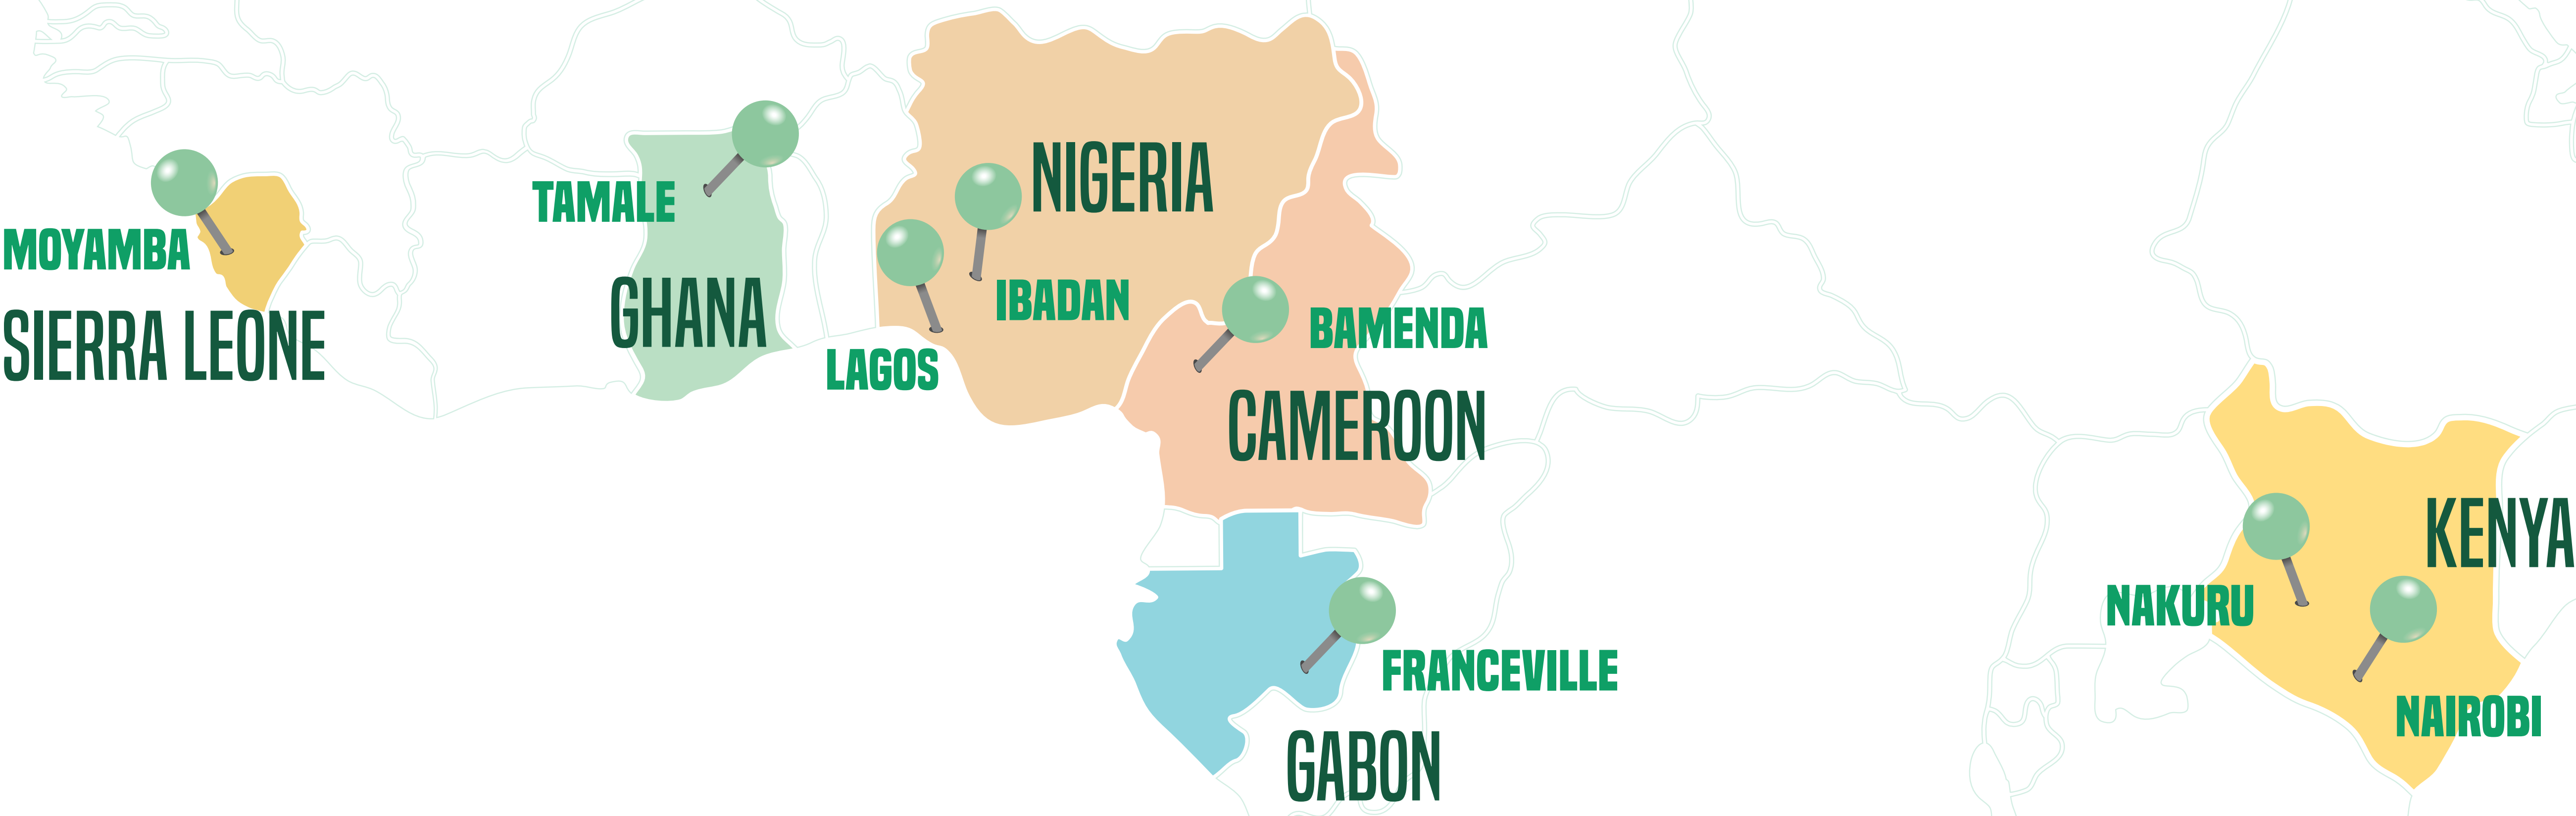 MOYAMBA
SIERRA LEONE
TAMALE
GHANA
NIGERIA
IBADAN
LAGOS
BAMENDA
CAMEROON
FRANCEVILLE
GABON
KENYA
NAKURU
NAIROBI